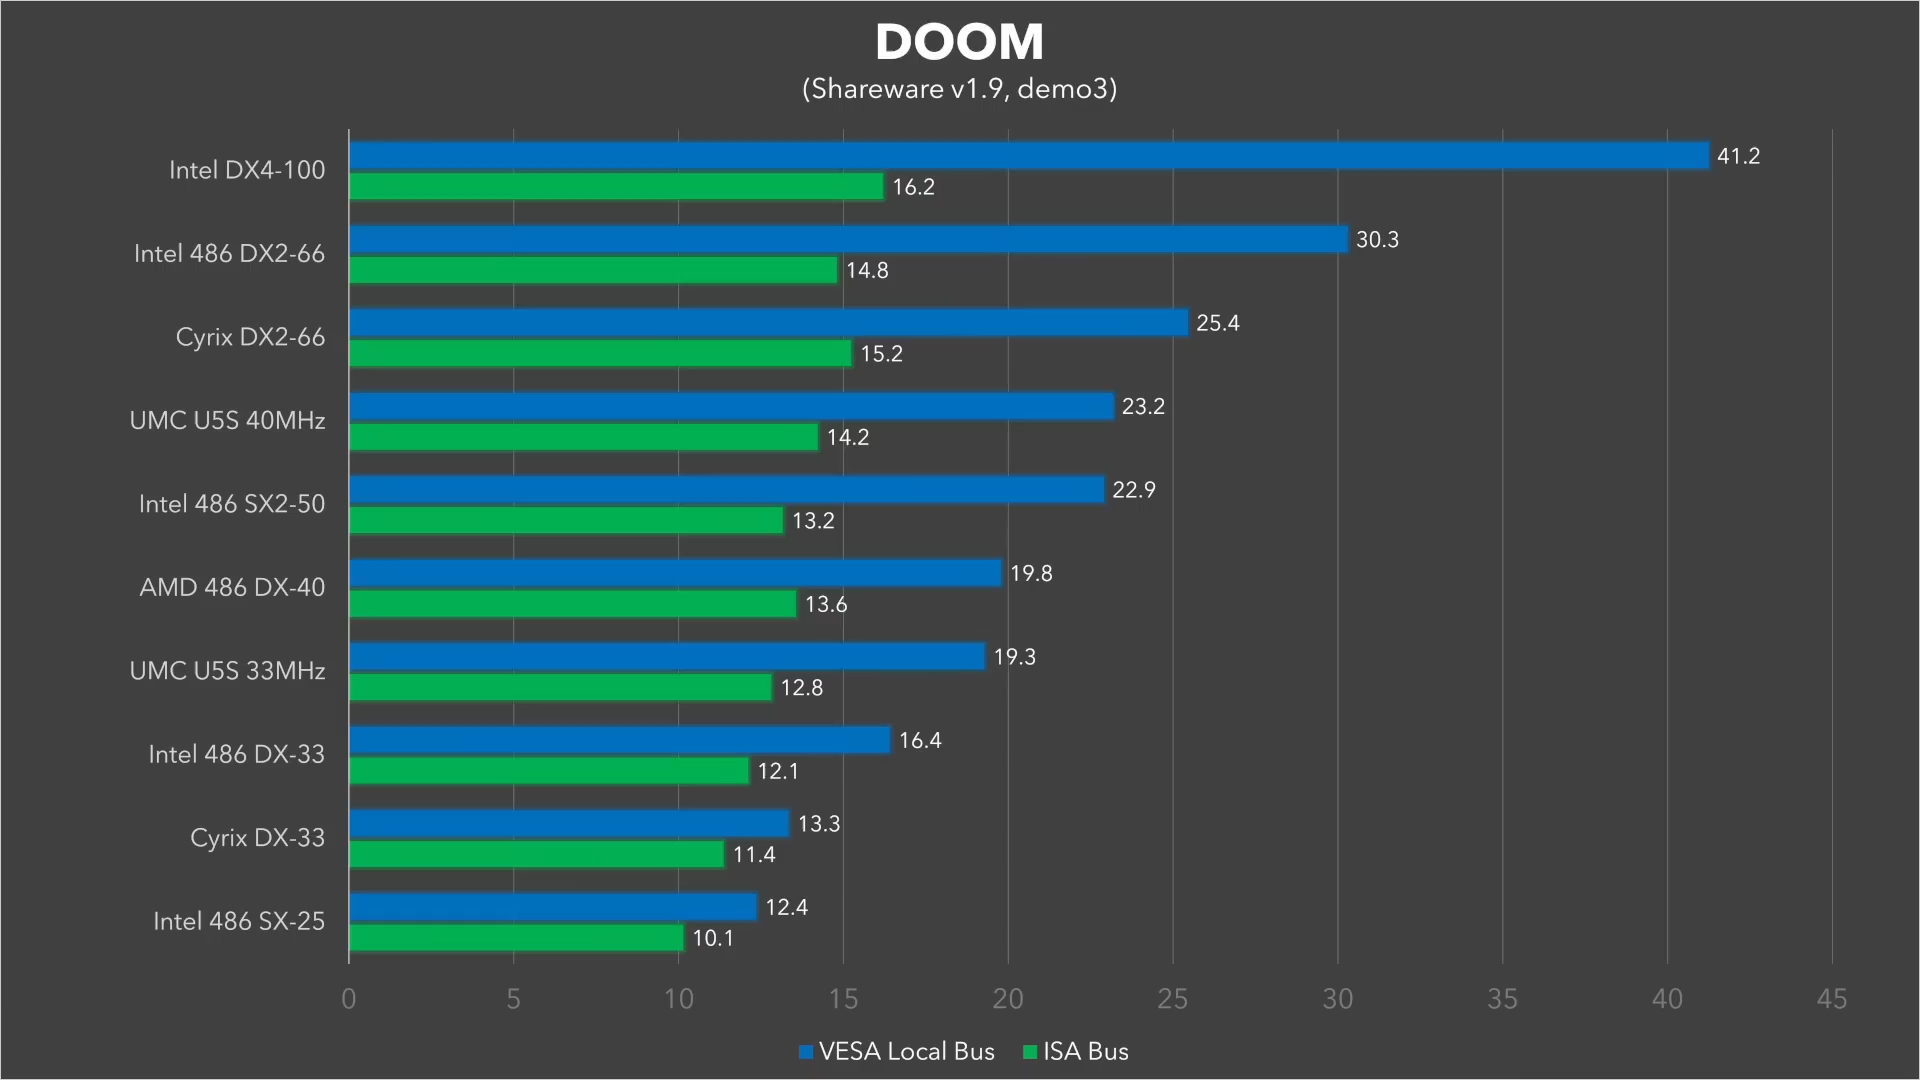 DOOM
(Shareware v1.9, demo3)
Intel DX4-100
41.2
16.2
Intel 486 DX2-66
30.3
14.8
Cyrix DX2-66
25.4
15.2
UMC U5S 40MHz
23.2
14.2
Intel 486 SX2-50
22.9
13.2
AMD 486 DX-40
19.8
13.6
UMC U5S 33MHz
19.3
12.8
Intel 486 DX-33
16.4
12.1
Cyrix DX-33
13.3
11.4
Intel 486 SX-25
12.4
10.1
0 5 10 15 20 25 30 35 40 45
VESA Local Bus ISA Bus